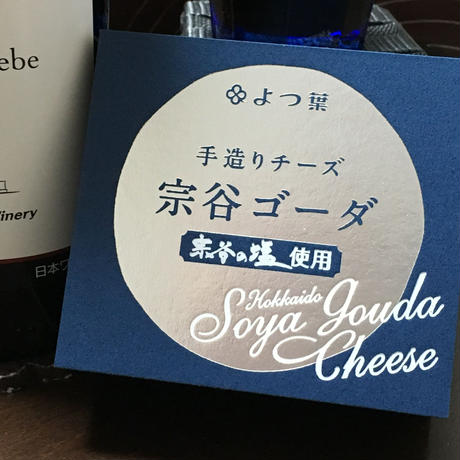 よつ葉
手造りチーズ
宗谷ゴーダ
宗谷の塩 使用
Hokkaido
Soya Gouda
Cheese
ebe
inery
日本ワ